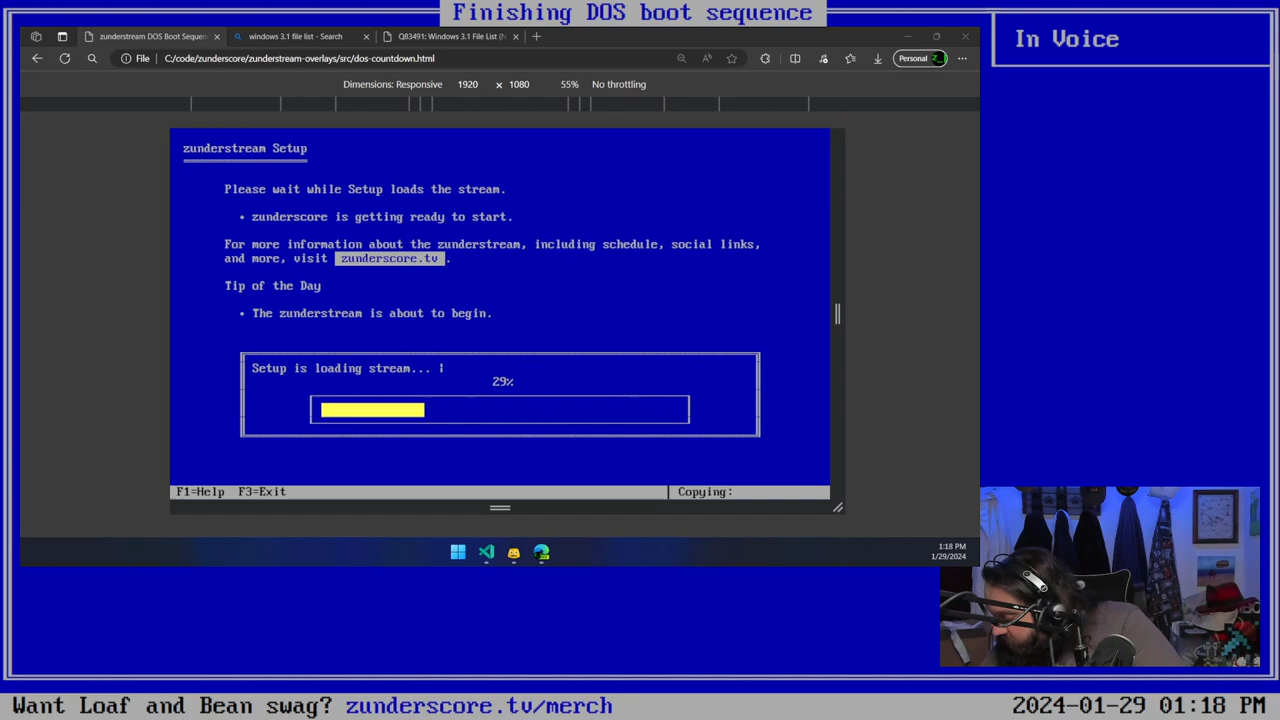 Finishing DOS boot sequence
In Voice
zunderstream DOS Boot Sequen
windows 3.1 file list - Search
Q83491: Windows 3.1 File List (
File
C:/code/zunderscore/zunderstream-overlays/src/dos-countdown.html
Personal
Dimensions: Responsive 1920 × 1080 55% No throttling
zunderstream Setup
Please wait while Setup loads the stream.
• zunderscore is getting ready to start.
For more information about the zunderstream, including schedule, social links,
and more, visit zunderscore.tv .
Tip of the Day
• The zunderstream is about to begin.
Setup is loading stream... |
29%
F1=Help F3=Exit
Copying:
1:18 PM
1/29/2024
Want Loaf and Bean swag? zunderscore.tv/merch
2024-01-29 01:18 PM